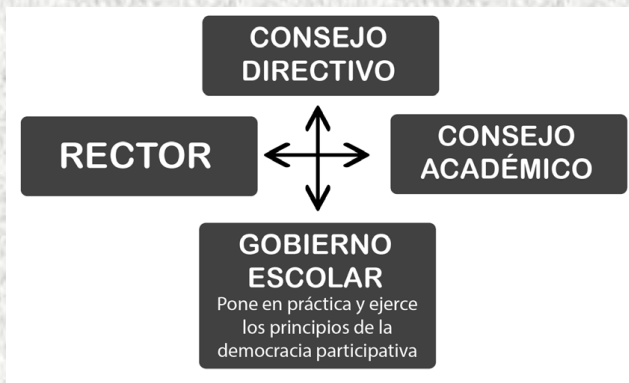 CONSEJO
DIRECTIVO
RECTOR
CONSEJO
ACADÉMICO
GOBIERNO
ESCOLAR
Pone en práctica y ejerce
los principios de la
democracia participativa